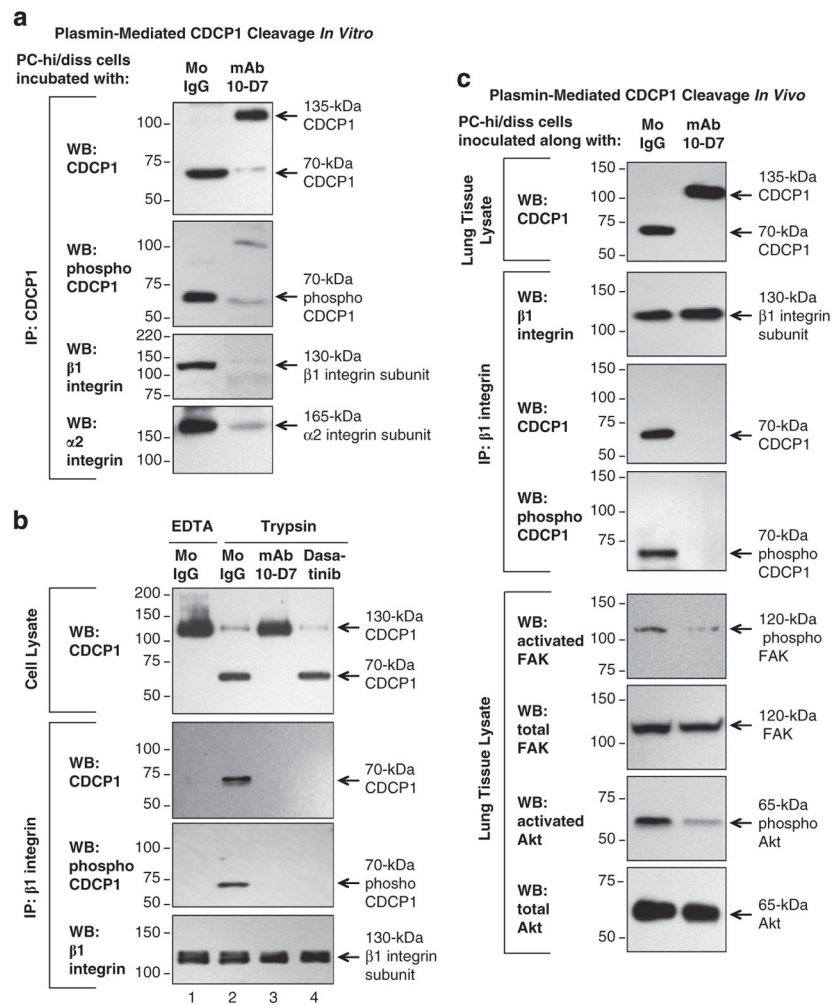 a
Plasmin-Mediated CDCP1 Cleavage In Vitro
PC-hi/diss cells
incubated with:
Mo
IgG
mAb
10-D7
IP: CDCP1
WB:
CDCP1
100
75
50
135-kDa
CDCP1
70-kDa
CDCP1
WB:
phospho
CDCP1
100
75
50
70-kDa
phospho
CDCP1
WB:
β1
integrin
220
150
100
75
130-kDa
β1 integrin subunit
WB:
α2
integrin
150
100
165-kDa
α2 integrin subunit
b
EDTA
Trypsin
Mo
IgG
Mo
IgG
mAb
10-D7
Dasa-
tinib
Cell Lysate
WB:
CDCP1
200
150
100
75
50
130-kDa
CDCP1
70-kDa
CDCP1
IP: β1 integrin
WB:
CDCP1
100
75
50
70-kDa
CDCP1
WB:
phospho
CDCP1
100
75
50
70-kDa
phosho
CDCP1
WB:
β1
integrin
150
100
130-kDa
β1 integrin
subunit
1 2 3 4
c
Plasmin-Mediated CDCP1 Cleavage In Vivo
PC-hi/diss cells
inoculated along with:
Mo
IgG
mAb
10-D7
Lung Tissue
Lysate
WB:
CDCP1
150
100
75
50
135-kDa
CDCP1
70-kDa
CDCP1
IP: β1 integrin
WB:
β1
integrin
150
100
130-kDa
β1 integrin
subunit
WB:
CDCP1
150
100
75
50
70-kDa
CDCP1
WB:
phospho
CDCP1
150
100
75
70-kDa
phospho
CDCP1
Lung Tissue Lysate
WB:
activated
FAK
150
100
75
120-kDa
phospho
FAK
WB:
total
FAK
150
100
120-kDa
FAK
WB:
activated
Akt
75
50
65-kDa
phospho
Akt
WB:
total
Akt
75
50
65-kDa
Akt